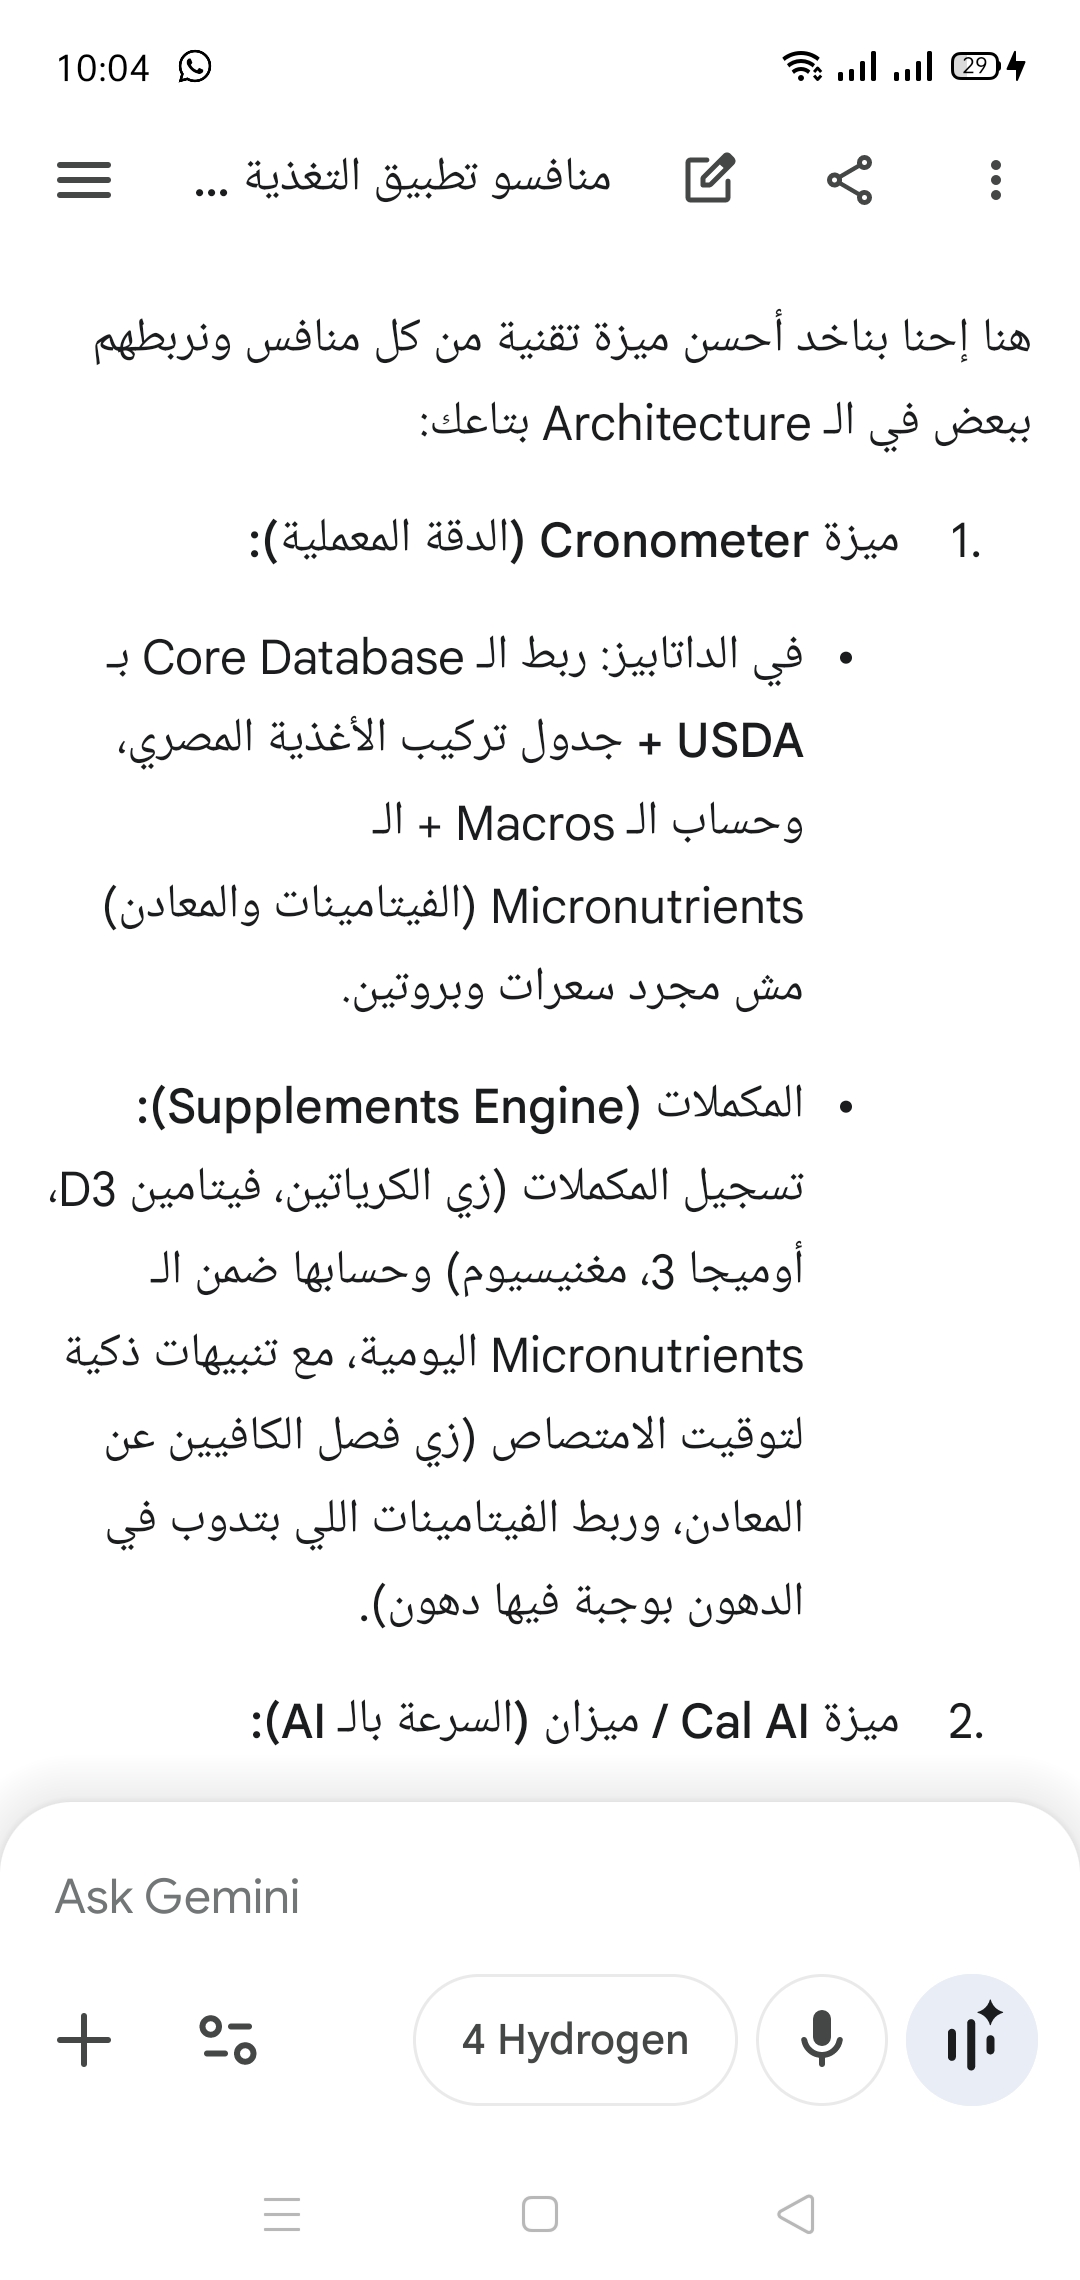 10:04
29
منافسو تطبيق التغذية ...
هنا إحنا بناخد أحسن ميزة تقنية من كل منافس ونربطهم
ببعض في الـ Architecture بتاعك:
1. ميزة Cronometer (الدقة المعملية):
• في الداتابيز: ربط الـ Core Database بـ
USDA + جدول تركيب الأغذية المصري،
وحساب الـ Macros + الـ
Micronutrients (الفيتامينات والمعادن)
مش مجرد سعرات وبروتين.
• المكملات (Supplements Engine):
تسجيل المكملات (زي الكرياتين، فيتامين D3،
أوميجا 3، مغنيسيوم) وحسابها ضمن الـ
Micronutrients اليومية، مع تنبيهات ذكية
لتوقيت الامتصاص (زي فصل الكافيين عن
المعادن، وربط الفيتامينات اللي بتدوب في
الدهون بوجبة فيها دهون).
2. ميزة Cal AI / ميزان (السرعة بالـ AI):
Ask Gemini
4 Hydrogen